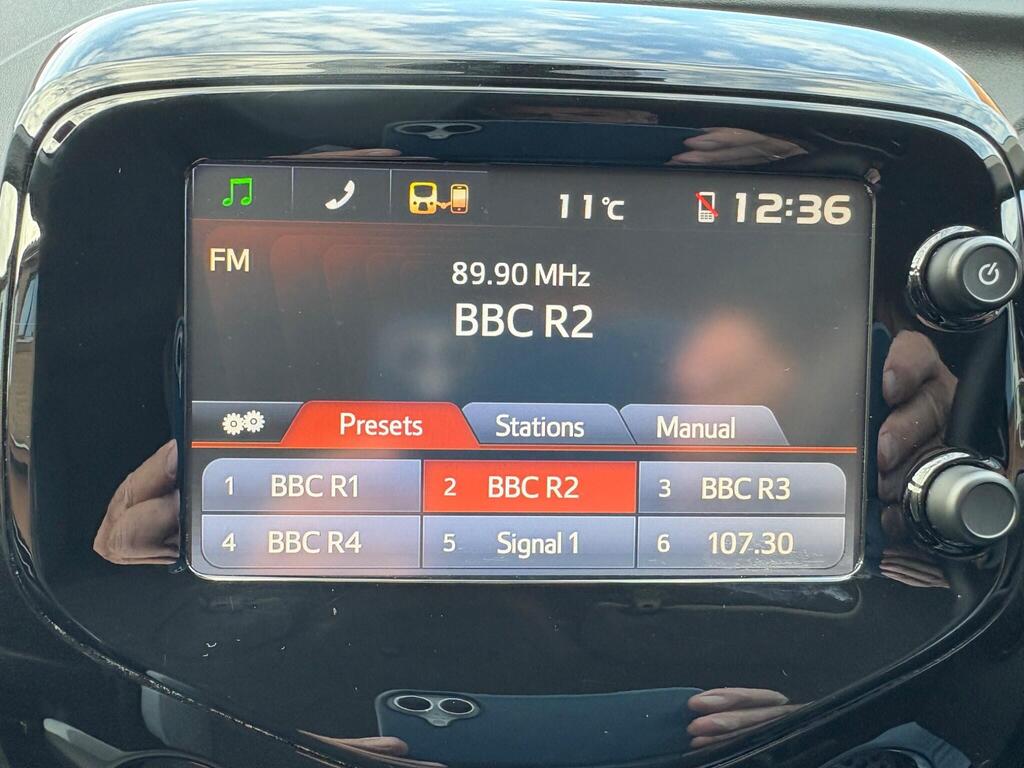 11°C 12:36
FM
89.90 MHz
BBC R2
Presets Stations Manual
1 BBC R1 2 BBC R2 3 BBC R3
4 BBC R4 5 Signal 1 6 107.30